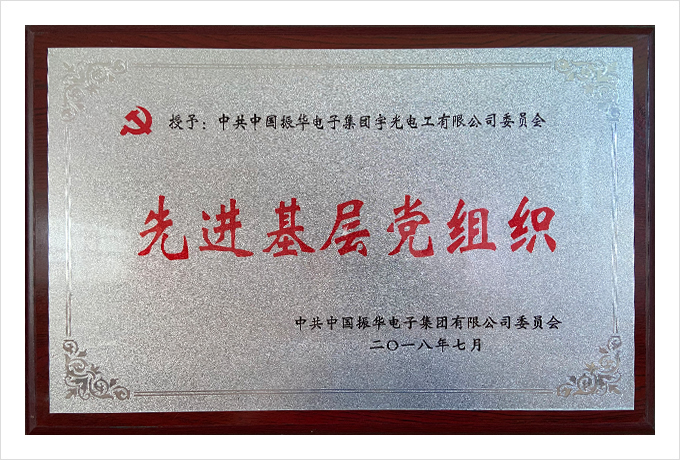 授予：中共中国振华电子集团宇光电工有限公司委员会
先进基层党组织
中共中国振华电子集团有限公司委员会
二〇一八年七月